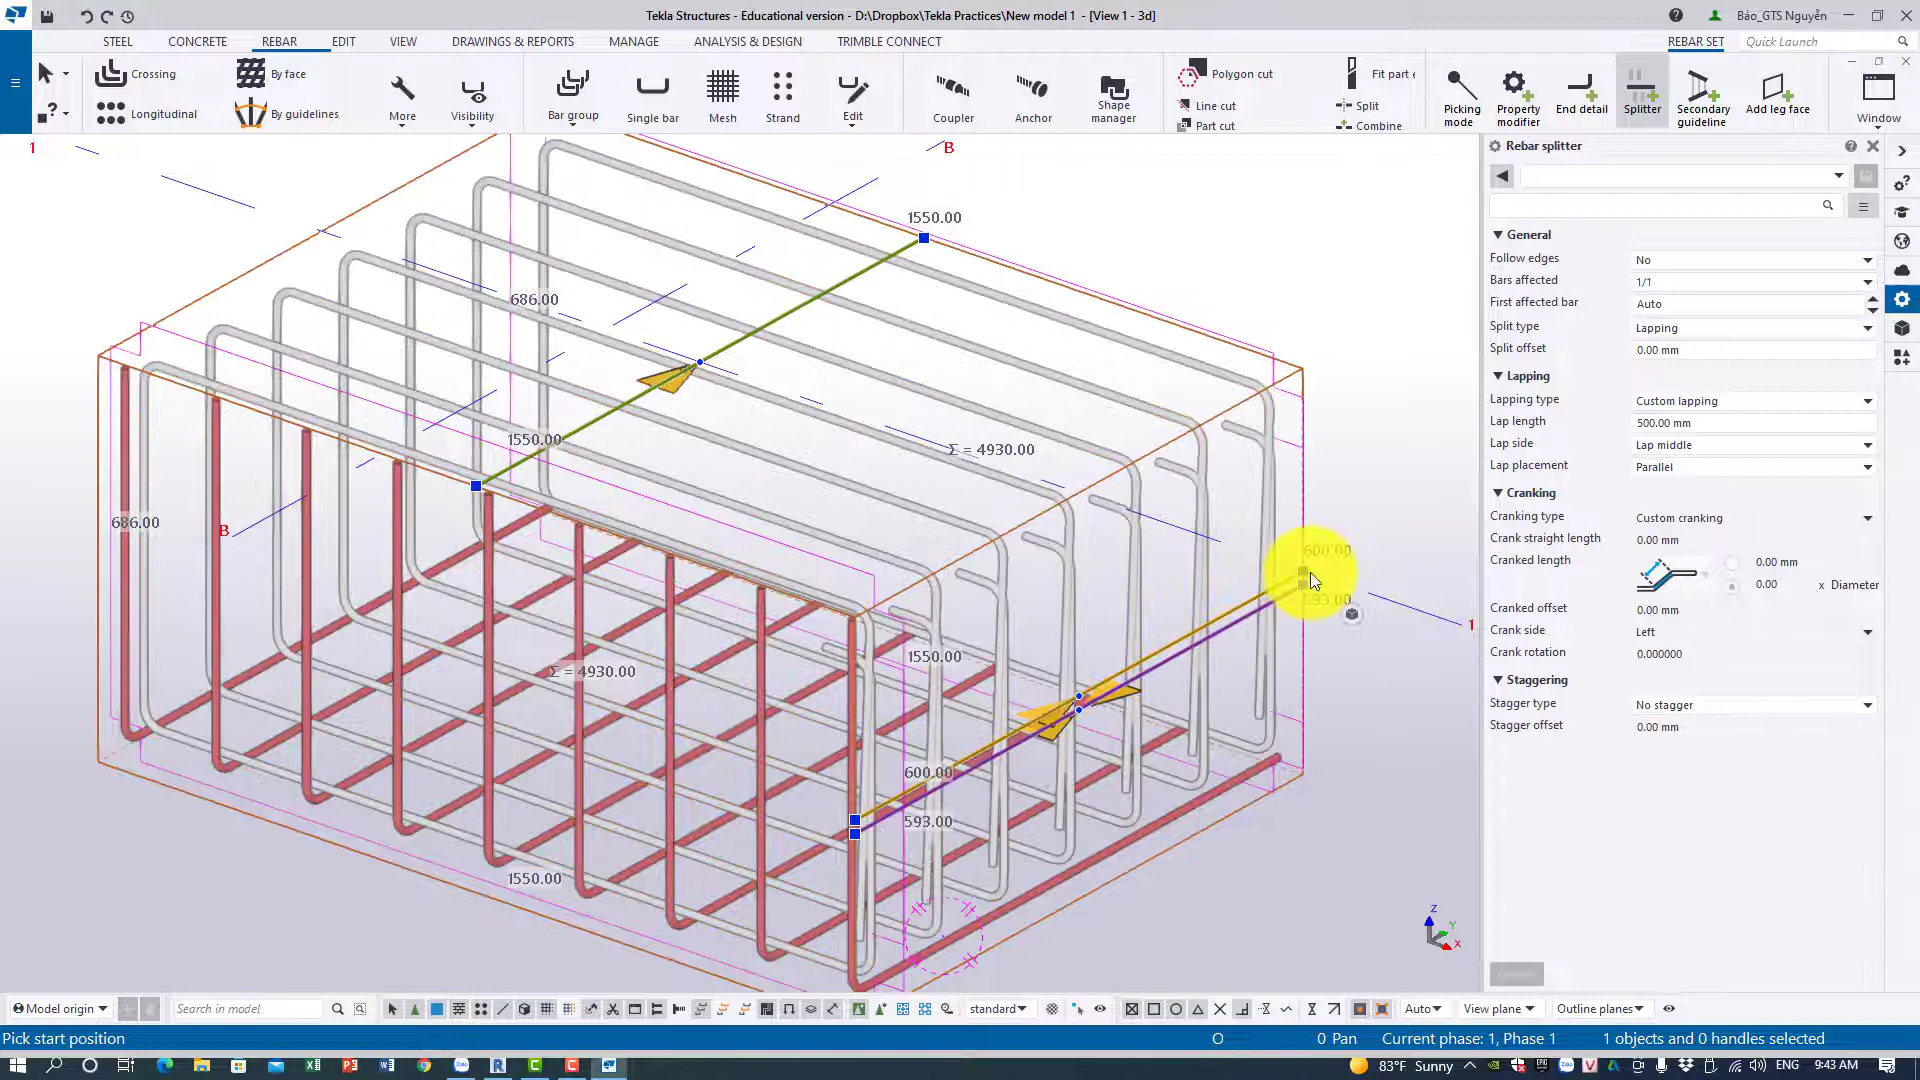 Tekla Structures - Educational version - D:\Dropbox\Tekla Practices\New model 1 - [View 1 - 3d]
Bảo_GTS Nguyễn
STEEL CONCRETE REBAR EDIT VIEW DRAWINGS & REPORTS MANAGE ANALYSIS & DESIGN TRIMBLE CONNECT REBAR SET Quick Launch
Crossing
Longitudinal
By face
By guidelines
More
Visibility
Bar group
Single bar
Mesh
Strand
Edit
Coupler
Anchor
Shape manager
Polygon cut
Line cut
Part cut
Fit part e
Split
Combine
Picking mode
Property modifier
End detail
Splitter
Secondary guideline
Add leg face
Window
1
B
1550.00
686.00
1550.00
Σ = 4930.00
686.00
B
600.00
593.00
1
1550.00
Σ = 4930.00
600.00
593.00
1550.00
Z
Y
X
Rebar splitter
General
Follow edges No
Bars affected 1/1
First affected bar Auto
Split type Lapping
Split offset 0.00 mm
Lapping
Lapping type Custom lapping
Lap length 500.00 mm
Lap side Lap middle
Lap placement Parallel
Cranking
Cranking type Custom cranking
Crank straight length 0.00 mm
Cranked length 0.00 mm
0.00 x Diameter
Cranked offset 0.00 mm
Crank side Left
Crank rotation 0.000000
Staggering
Stagger type No stagger
Stagger offset 0.00 mm
Model origin
Search in model
standard
Auto
View plane
Outline planes
Pick start position
O
0 Pan
Current phase: 1, Phase 1
1 objects and 0 handles selected
83°F Sunny
ENG
9:43 AM